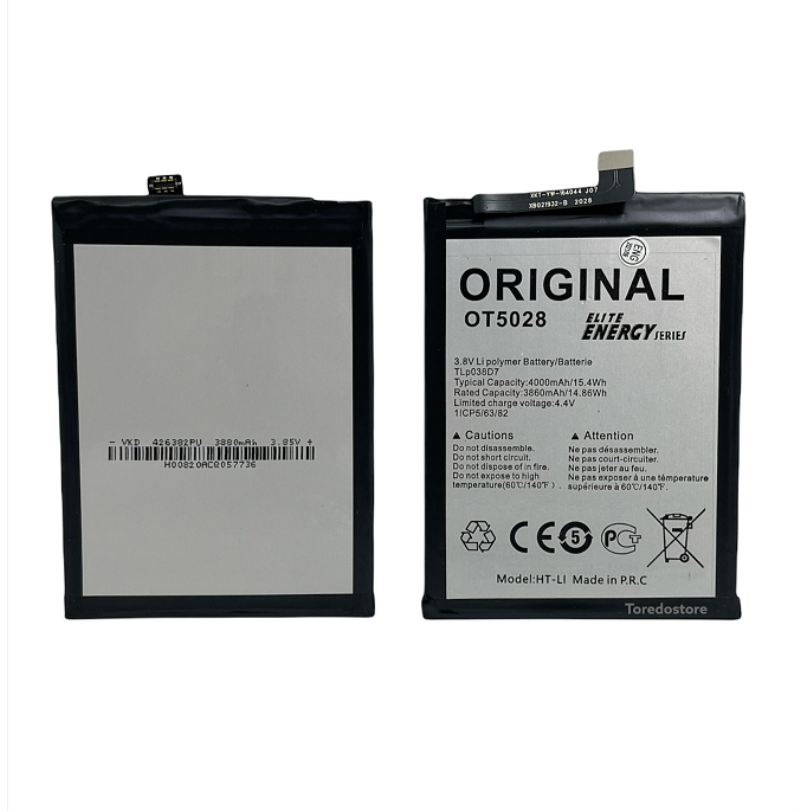 - VKD 426382PU 3880mAh 3.85V +
H00820ACQ057736
XKT-YW-164044 J07
XB021932-B 2028
ENG
ORIGINAL
OT5028
ELITE
ENERGY SERIES
3.8V Li polymer Battery/Batterie
TLp038D7
Typical Capacity:4000mAh/15.4Wh
Rated Capacity:3860mAh/14.86Wh
Limited charge voltage:4.4V
1ICP5/63/82
▲ Cautions
Do not disassemble.
Do not short circuit.
Do not dispose of in fire.
Do not expose to high
temperature(60℃/140℉).
▲ Attention
Ne pas désassembler.
Ne pas court-circuiter.
Ne pas jeter au feu.
Ne pas exposer à une température
supérieure à 60℃/140℉.
CE 5 PCT
Model:HT-LI Made in P.R.C
Toredostore